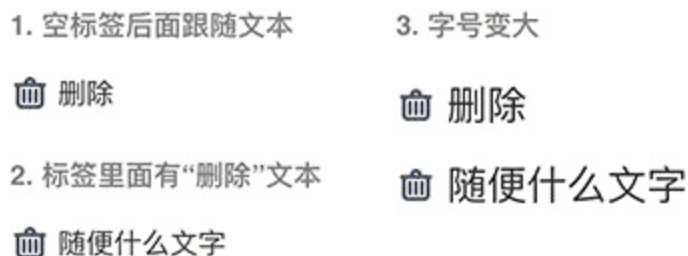 1. 空标签后面跟随文本
删除
2. 标签里面有“删除”文本
随便什么文字
3. 字号变大
删除
随便什么文字